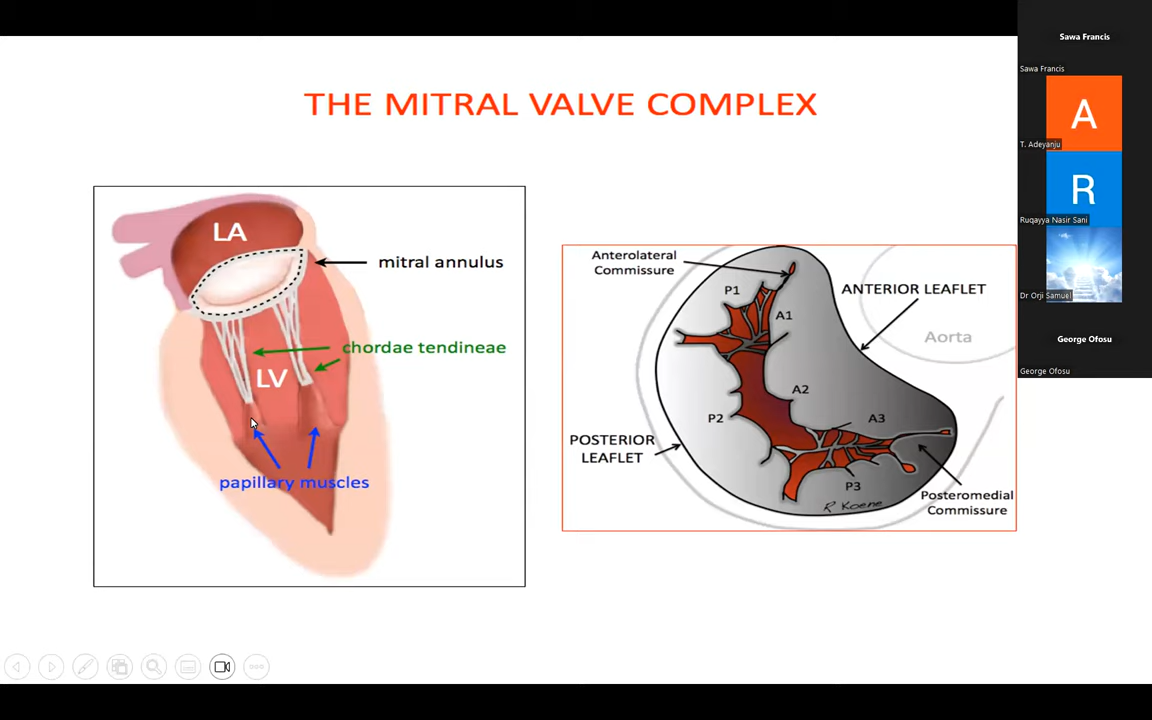 THE MITRAL VALVE COMPLEX
LA
mitral annulus
chordae tendineae
LV
papillary muscles
Anterolateral
Commissure
P1
A1
ANTERIOR LEAFLET
Aorta
A2
P2
A3
POSTERIOR
LEAFLET
P3
Posteromedial
Commissure
R Koene
Sawa Francis
Sawa Francis
A
T. Adeyanju
R
Ruqayya Nasir Sani
Dr Orji Samuel
George Ofosu
George Ofosu